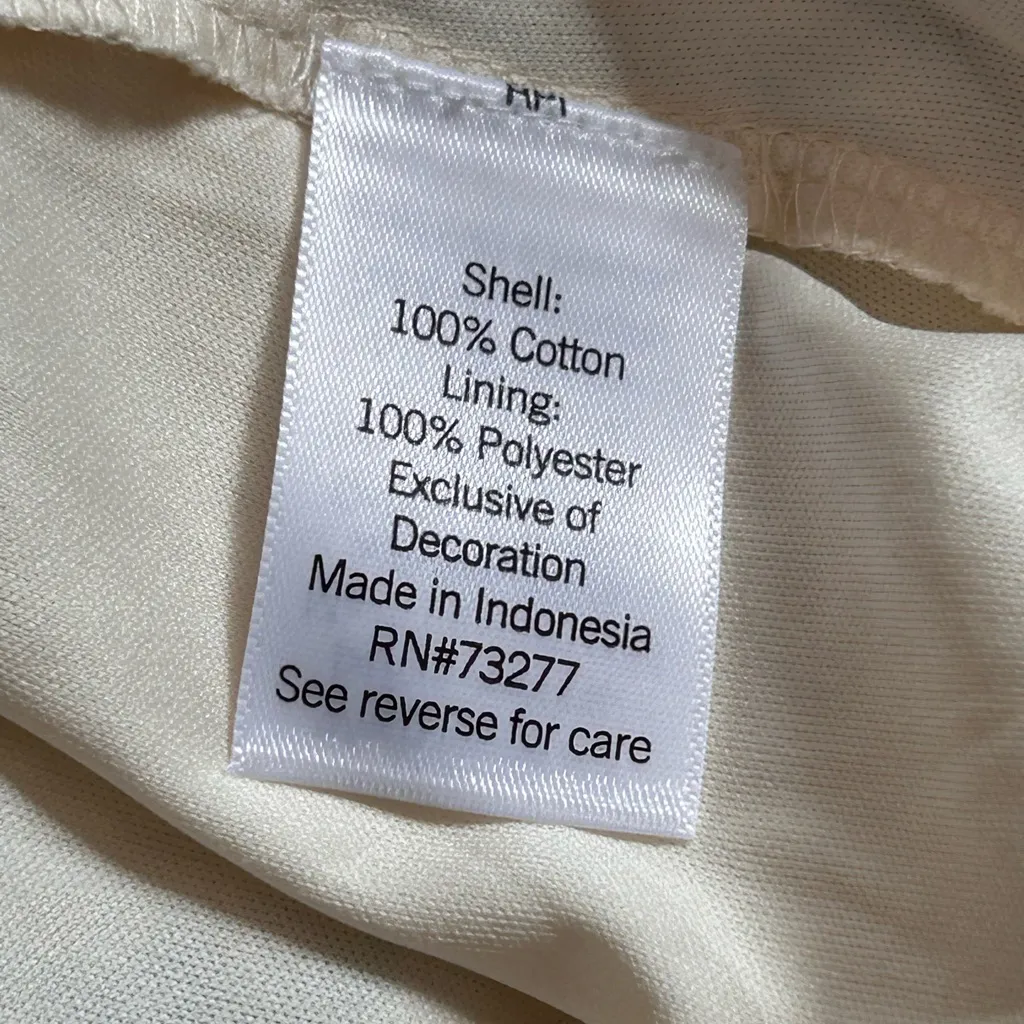 Shell:
100% Cotton
Lining:
100% Polyester
Exclusive of
Decoration
Made in Indonesia
RN#73277
See reverse for care